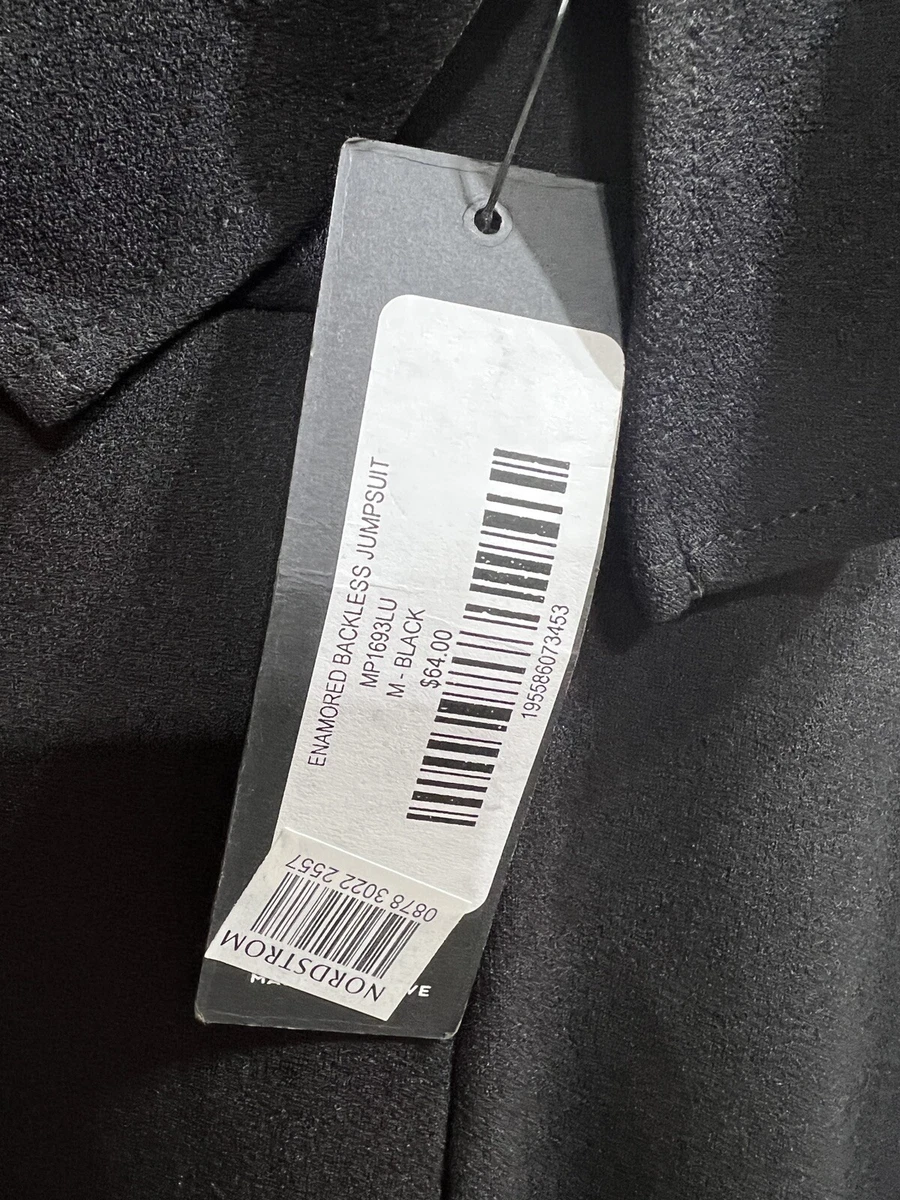 ENAMORED BACKLESS JUMPSUIT
MP1693LU
M - BLACK
$64.00
195586073453
0878 3022 2557
NORDSTROM